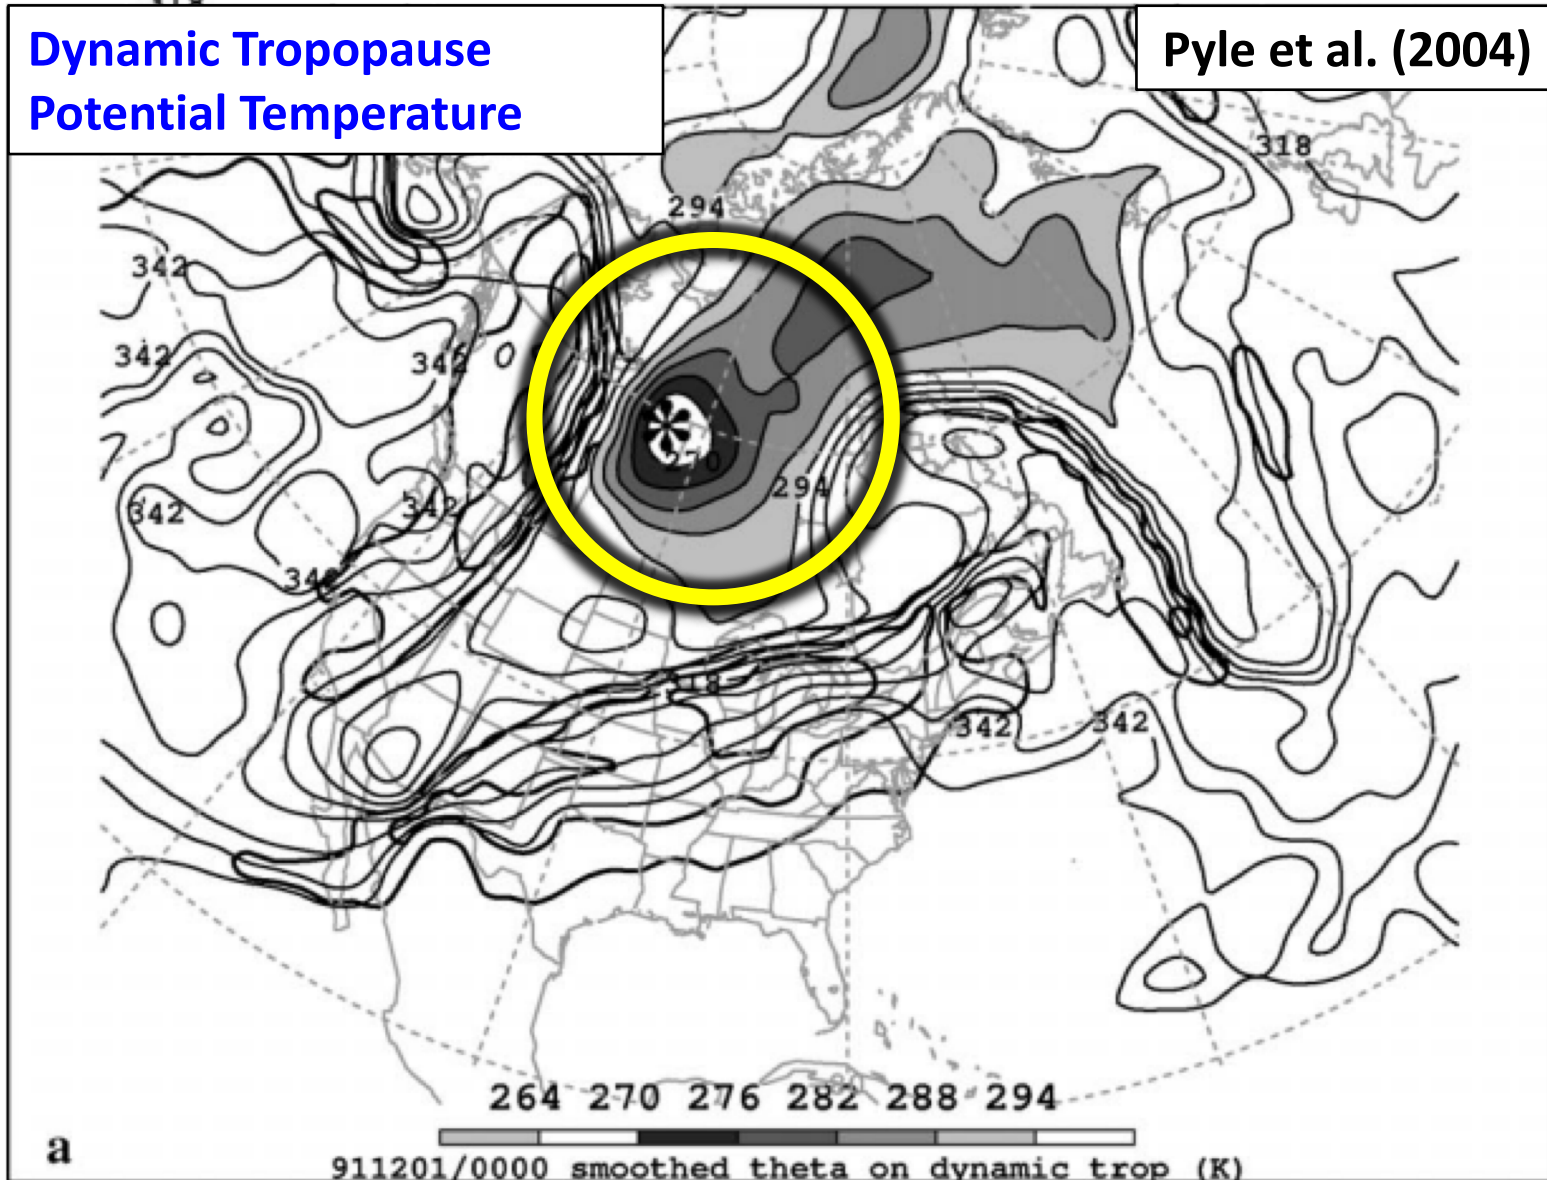 Dynamic Tropopause
Potential Temperature
Pyle et al. (2004)
318
294
342
342
342
270
294
342
342
318
342
342
264 270 276 282 288 294
a
911201/0000 smoothed theta on dynamic trop (K)